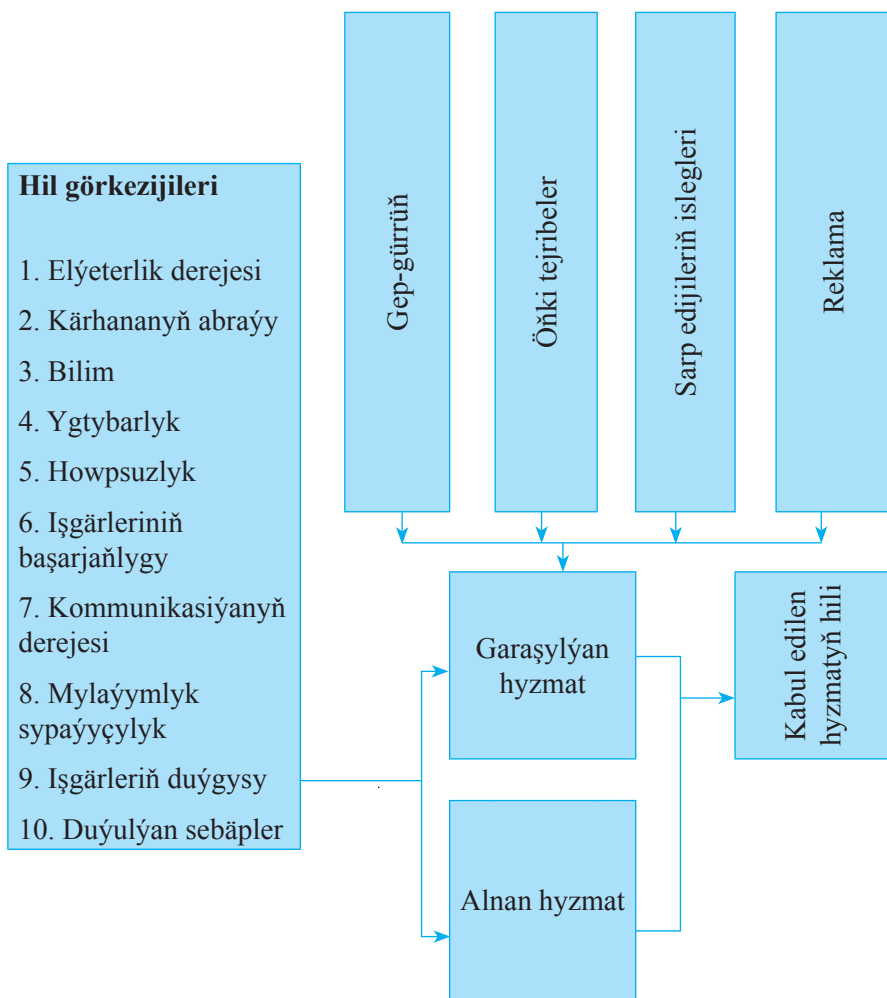 Hil görkezijileri
1. Elýeterlik derejesi
2. Kärhananyň abraýy
3. Bilim
4. Ygtybarlyk
5. Howpsuzlyk
6. Işgärleriniň
başarjaňlygy
7. Kommunikasiýanyň
derejesi
8. Mylaýymlyk
sypaýyçylyk
9. Işgärleriň duýgysy
10. Duýulýan sebäpler
Gep-gürrüň
Öňki tejribeler
Sarp edijileriň islegleri
Reklama
Garaşylýan
hyzmat
Alnan hyzmat
Kabul edilen
hyzmatyň hili